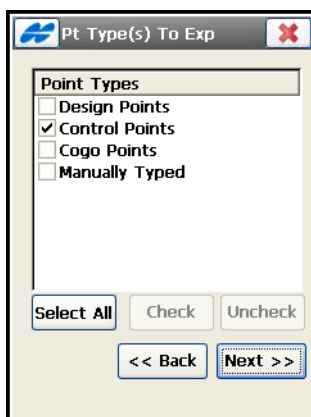 Pt Type(s) To Exp
Point Types
Design Points
Control Points
Cogo Points
Manually Typed
Select All Check Uncheck
<< Back Next >>